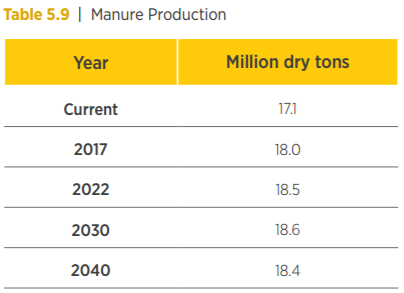 Table 5.9 | Manure Production
Year Million dry tons
Current 17.1
2017 18.0
2022 18.5
2030 18.6
2040 18.4